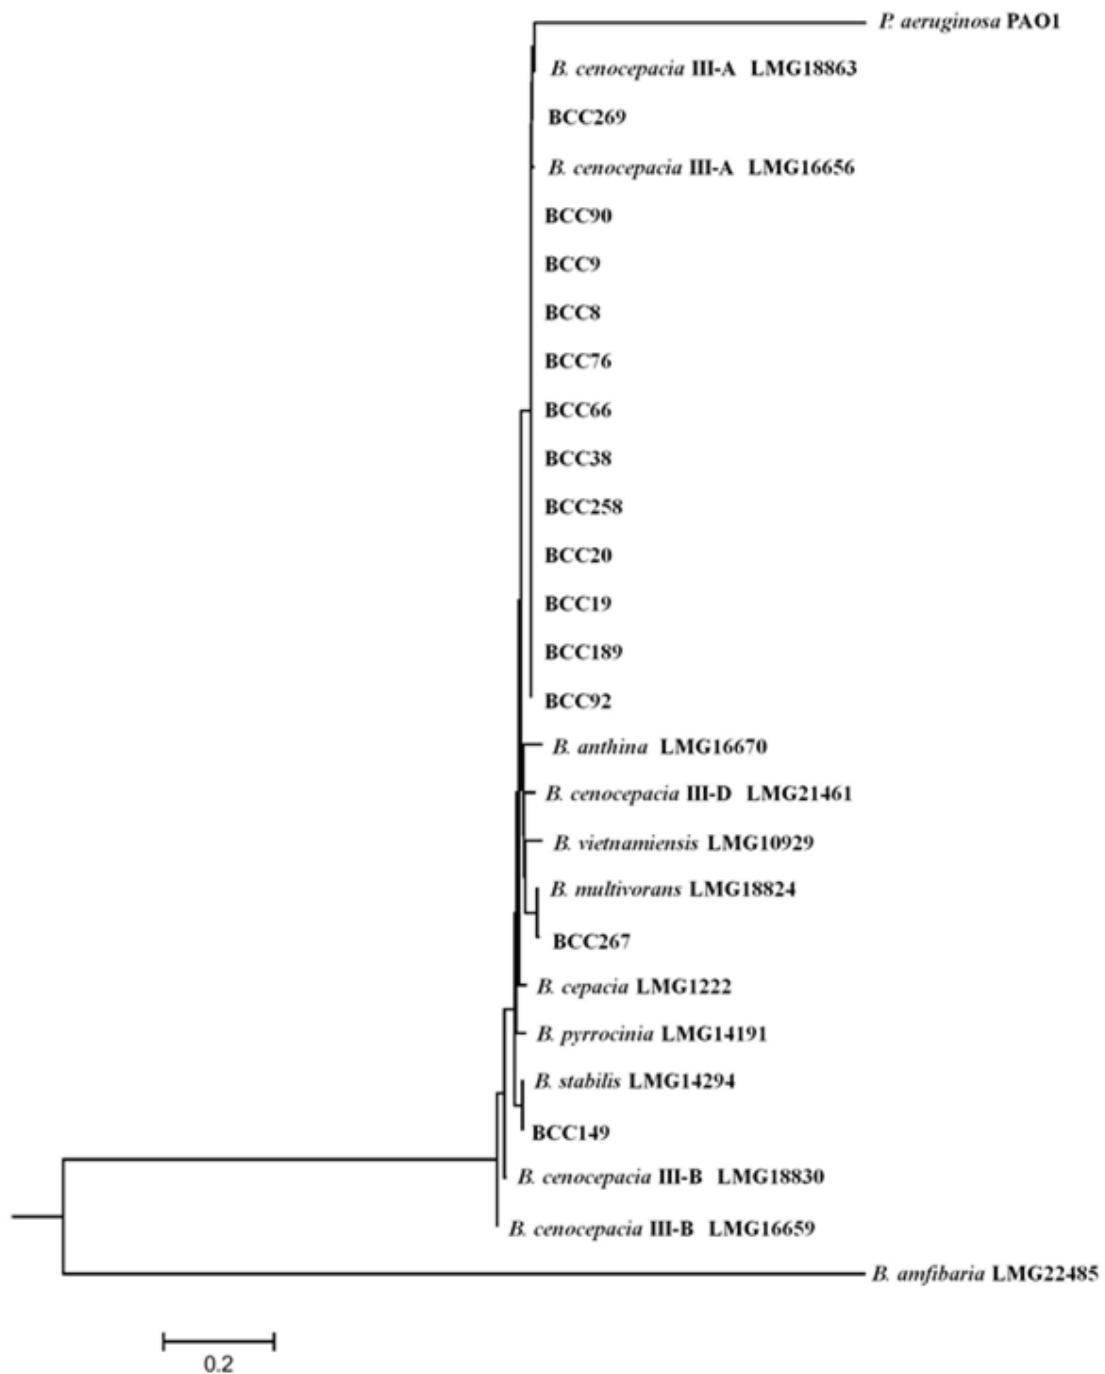 P. aeruginosa PAO1
B. cenocepacia III-A LMG18863
BCC269
B. cenocepacia III-A LMG16656
BCC90
BCC9
BCC8
BCC76
BCC66
BCC38
BCC258
BCC20
BCC19
BCC189
BCC92
B. anthina LMG16670
B. cenocepacia III-D LMG21461
B. vietnamiensis LMG10929
B. multivorans LMG18824
BCC267
B. cepacia LMG1222
B. pyrrocinia LMG14191
B. stabilis LMG14294
BCC149
B. cenocepacia III-B LMG18830
B. cenocepacia III-B LMG16659
B. amfibaria LMG22485
0.2